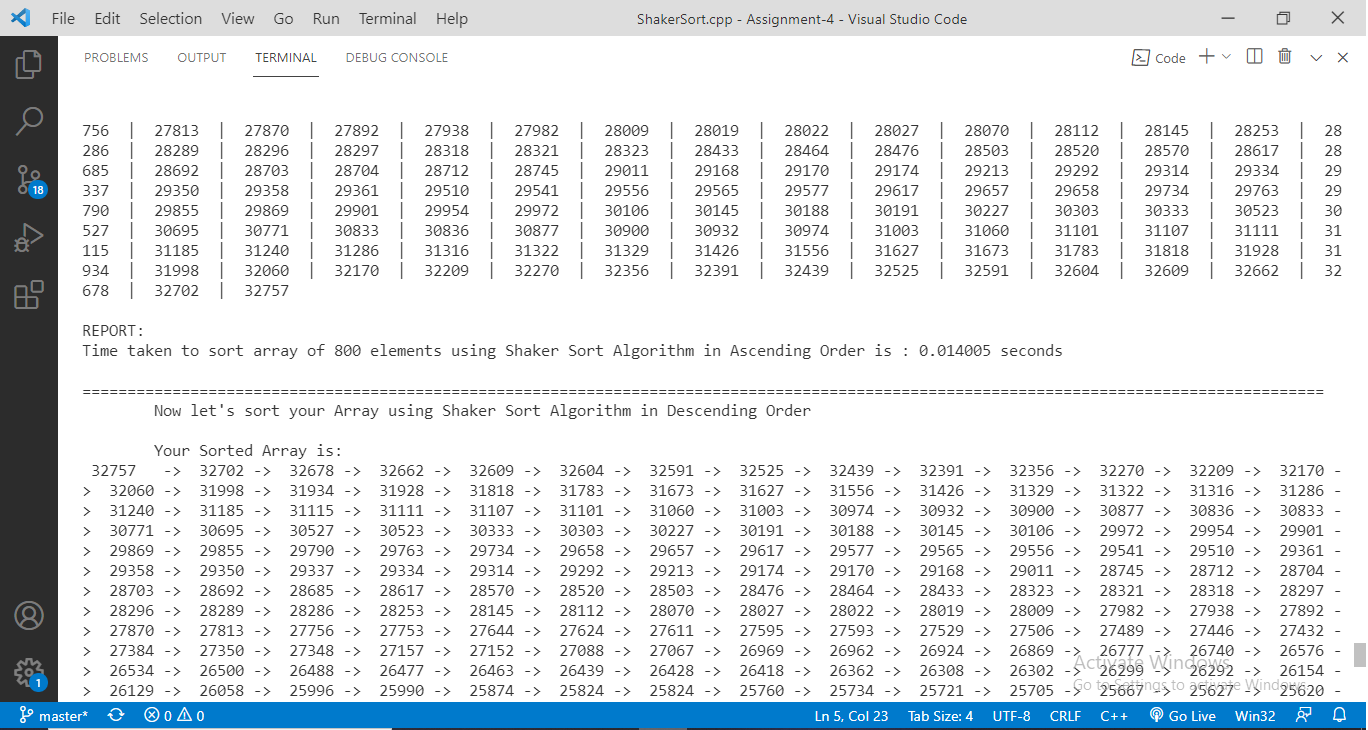 File Edit Selection View Go Run Terminal Help ShakerSort.cpp - Assignment-4 - Visual Studio Code
PROBLEMS OUTPUT TERMINAL DEBUG CONSOLE Code
756 | 27813 | 27870 | 27892 | 27938 | 27982 | 28009 | 28019 | 28022 | 28027 | 28070 | 28112 | 28145 | 28253 | 28
286 | 28289 | 28296 | 28297 | 28318 | 28321 | 28323 | 28433 | 28464 | 28476 | 28503 | 28520 | 28570 | 28617 | 28
685 | 28692 | 28703 | 28704 | 28712 | 28745 | 29011 | 29168 | 29170 | 29174 | 29213 | 29292 | 29314 | 29334 | 29
337 | 29350 | 29358 | 29361 | 29510 | 29541 | 29556 | 29565 | 29577 | 29617 | 29657 | 29658 | 29734 | 29763 | 29
790 | 29855 | 29869 | 29901 | 29954 | 29972 | 30106 | 30145 | 30188 | 30191 | 30227 | 30303 | 30333 | 30523 | 30
527 | 30695 | 30771 | 30833 | 30836 | 30877 | 30900 | 30932 | 30974 | 31003 | 31060 | 31101 | 31107 | 31111 | 31
115 | 31185 | 31240 | 31286 | 31316 | 31322 | 31329 | 31426 | 31556 | 31627 | 31673 | 31783 | 31818 | 31928 | 31
934 | 31998 | 32060 | 32170 | 32209 | 32270 | 32356 | 32391 | 32439 | 32525 | 32591 | 32604 | 32609 | 32662 | 32
678 | 32702 | 32757
REPORT:
Time taken to sort array of 800 elements using Shaker Sort Algorithm in Ascending Order is : 0.014005 seconds
==========================================================================================================================================
Now let's sort your Array using Shaker Sort Algorithm in Descending Order
Your Sorted Array is:
32757 -> 32702 -> 32678 -> 32662 -> 32609 -> 32604 -> 32591 -> 32525 -> 32439 -> 32391 -> 32356 -> 32270 -> 32209 -> 32170 -
> 32060 -> 31998 -> 31934 -> 31928 -> 31818 -> 31783 -> 31673 -> 31627 -> 31556 -> 31426 -> 31329 -> 31322 -> 31316 -> 31286 -
> 31240 -> 31185 -> 31115 -> 31111 -> 31107 -> 31101 -> 31060 -> 31003 -> 30974 -> 30932 -> 30900 -> 30877 -> 30836 -> 30833 -
> 30771 -> 30695 -> 30527 -> 30523 -> 30333 -> 30303 -> 30227 -> 30191 -> 30188 -> 30145 -> 30106 -> 29972 -> 29954 -> 29901 -
> 29869 -> 29855 -> 29790 -> 29763 -> 29734 -> 29658 -> 29657 -> 29617 -> 29577 -> 29565 -> 29556 -> 29541 -> 29510 -> 29361 -
> 29358 -> 29350 -> 29337 -> 29334 -> 29314 -> 29292 -> 29213 -> 29174 -> 29170 -> 29168 -> 29011 -> 28745 -> 28712 -> 28704 -
> 28703 -> 28692 -> 28685 -> 28617 -> 28570 -> 28520 -> 28503 -> 28476 -> 28464 -> 28433 -> 28323 -> 28321 -> 28318 -> 28297 -
> 28296 -> 28289 -> 28286 -> 28253 -> 28145 -> 28112 -> 28070 -> 28027 -> 28022 -> 28019 -> 28009 -> 27982 -> 27938 -> 27892 -
> 27870 -> 27813 -> 27756 -> 27753 -> 27644 -> 27624 -> 27611 -> 27595 -> 27593 -> 27529 -> 27506 -> 27489 -> 27446 -> 27432 -
> 27384 -> 27350 -> 27348 -> 27157 -> 27152 -> 27088 -> 27067 -> 26969 -> 26962 -> 26924 -> 26869 -> 26777 -> 26740 -> 26576 -
> 26534 -> 26500 -> 26488 -> 26477 -> 26463 -> 26439 -> 26428 -> 26418 -> 26362 -> 26308 -> 26302 -> 26299 -> 26292 -> 26154 -
> 26129 -> 26058 -> 25996 -> 25990 -> 25874 -> 25824 -> 25824 -> 25760 -> 25734 -> 25721 -> 25705 -> 25667 -> 25627 -> 25620 -
Activate Windows
Go to Settings to activate Windows.
18
1
master* 0 0 Ln 5, Col 23 Tab Size: 4 UTF-8 CRLF C++ Go Live Win32